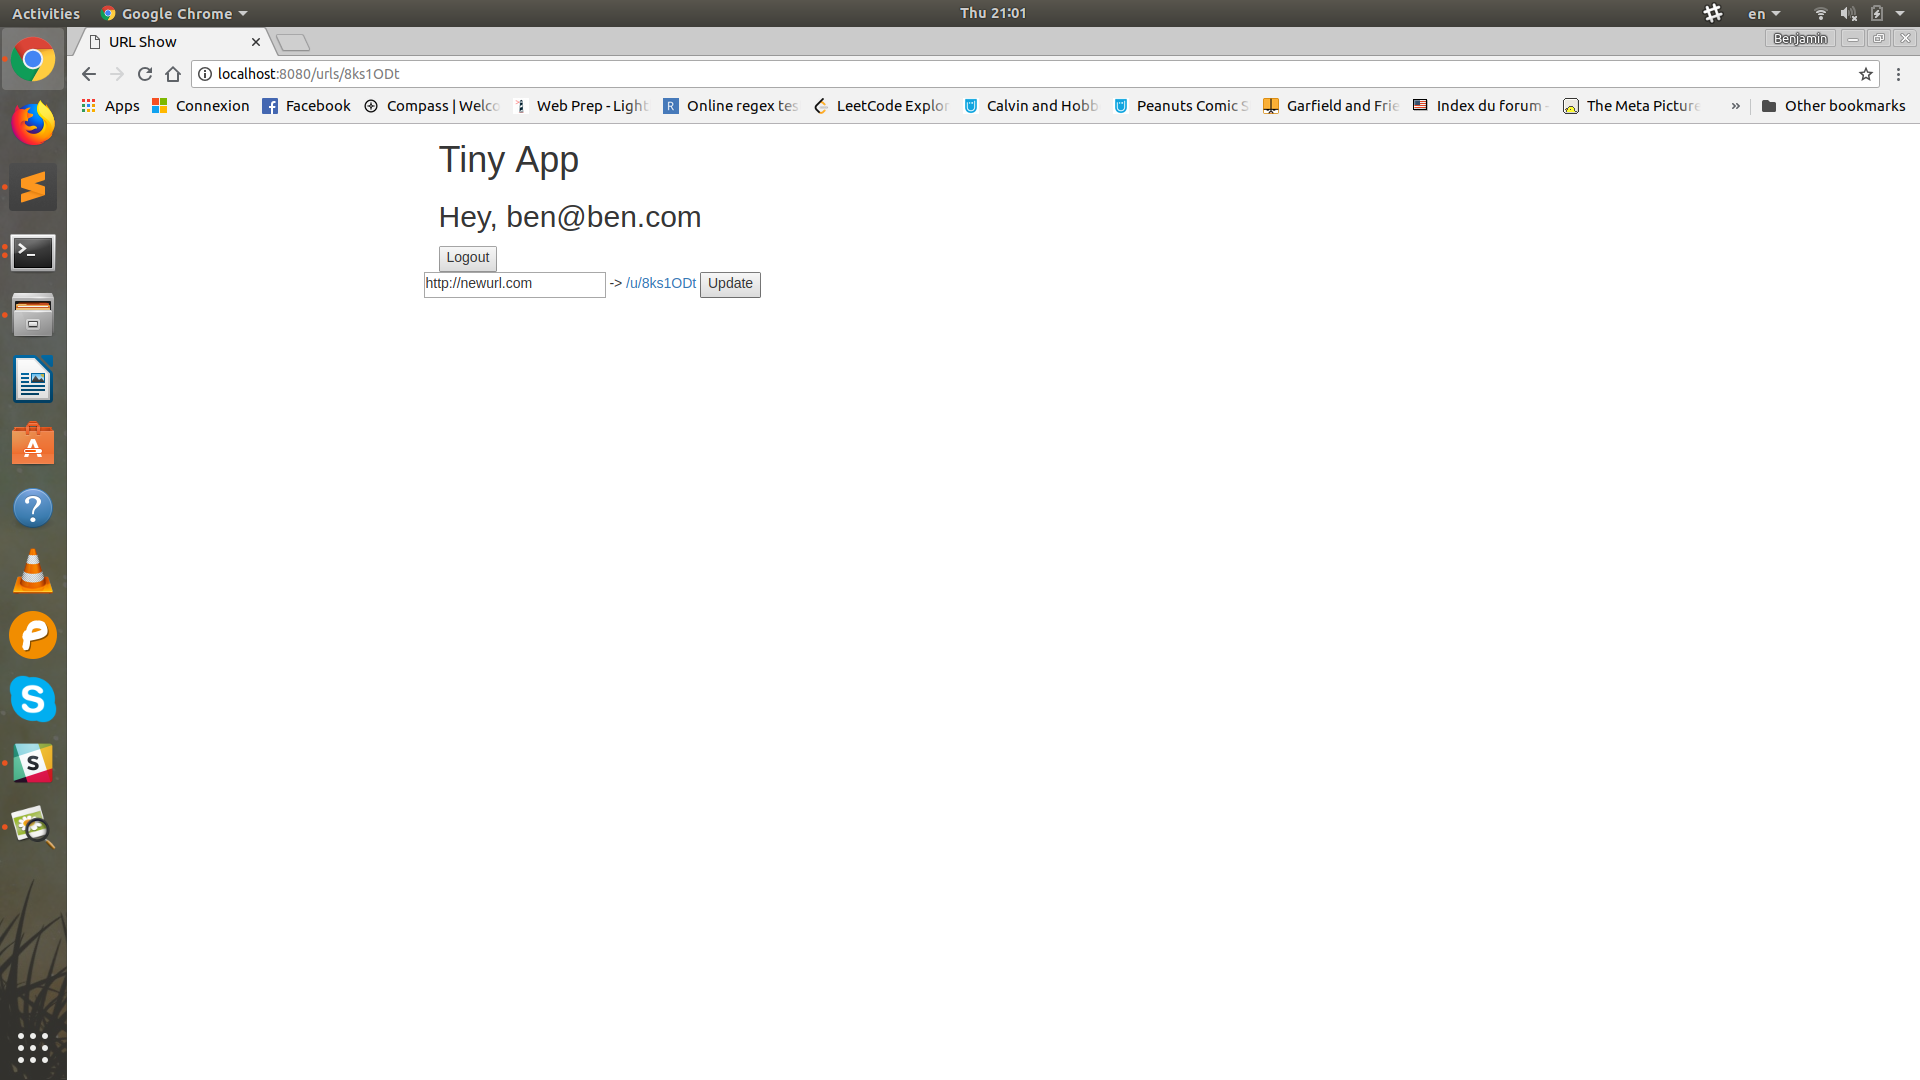 Activities Google Chrome Thu 21:01 en
URL Show Benjamin
localhost:8080/urls/8ks1ODt
Apps Connexion Facebook Compass | Welco Web Prep - Light Online regex tes LeetCode Explor Calvin and Hobb Peanuts Comic S Garfield and Frie Index du forum - The Meta Picture » Other bookmarks
Tiny App
Hey, ben@ben.com
Logout
http://newurl.com -> /u/8ks1ODt Update